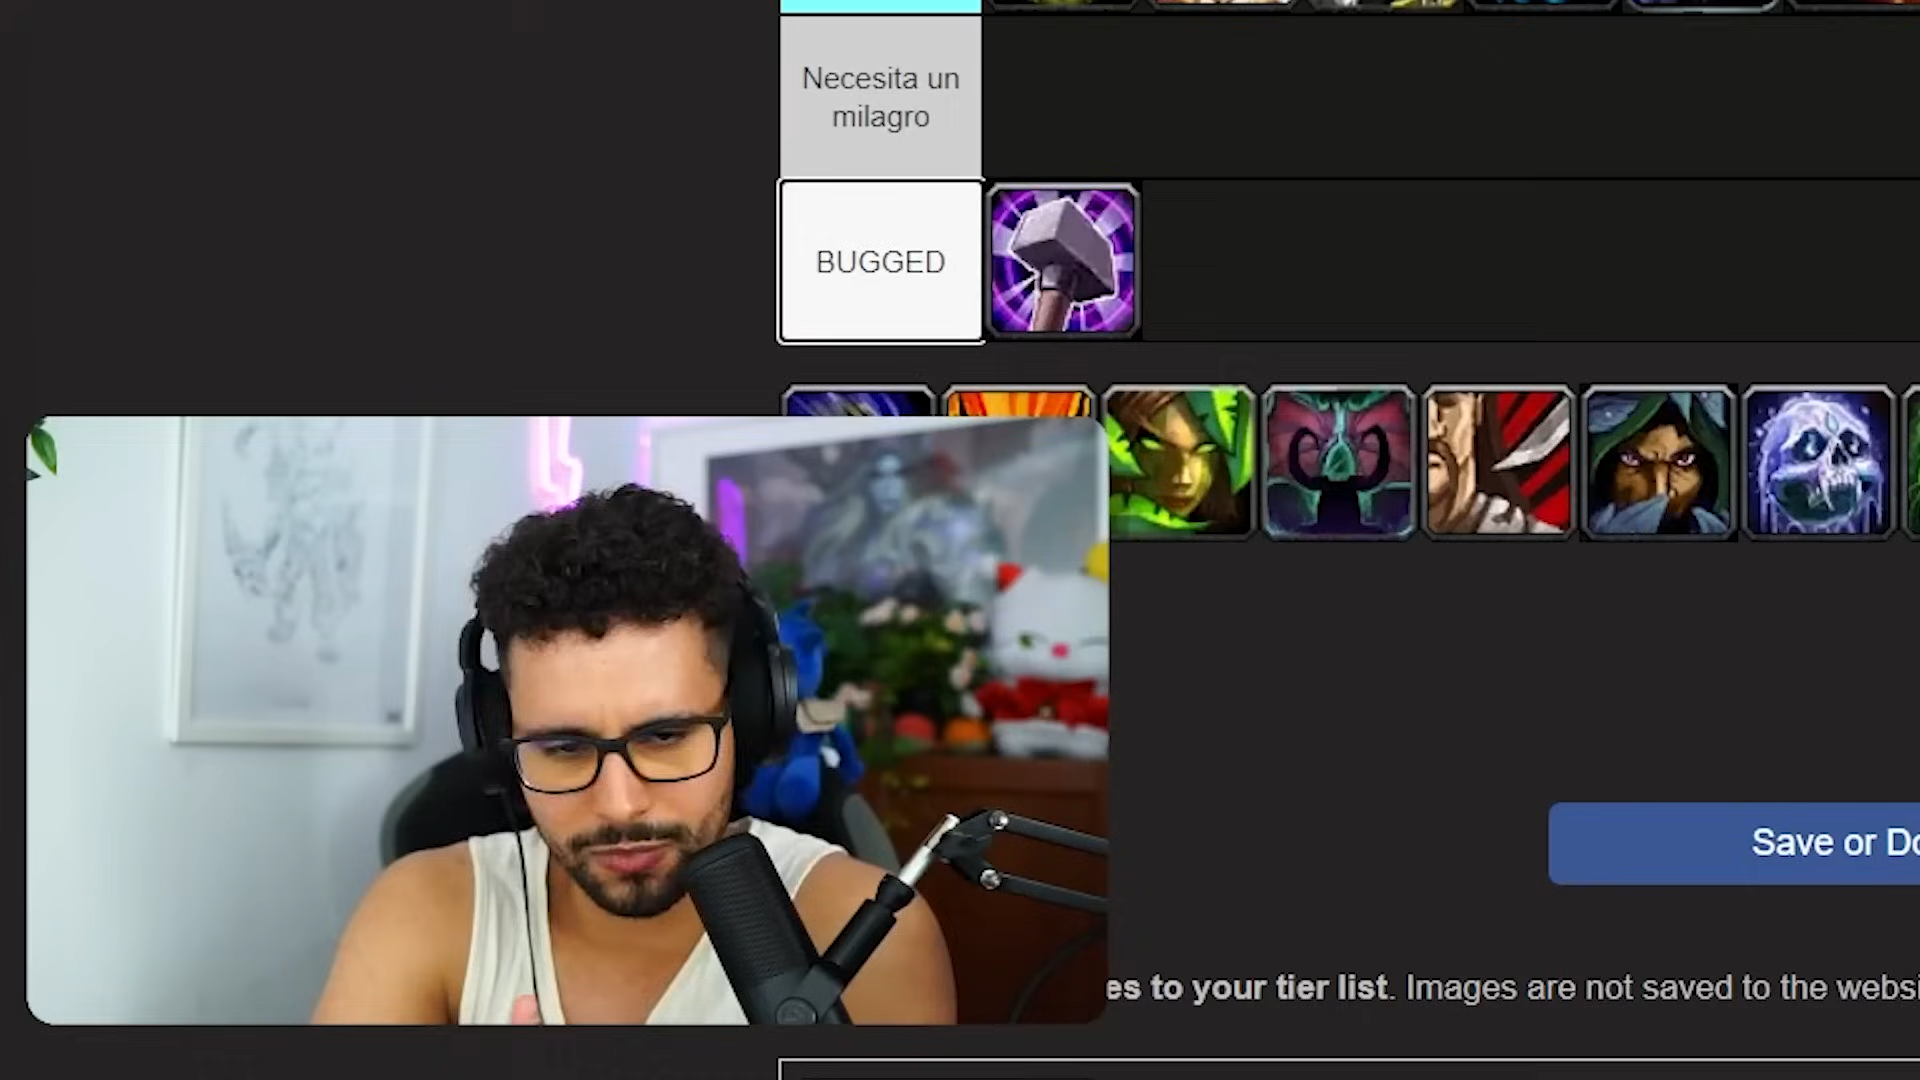 Necesita un
milagro
BUGGED
Save or Do
es to your tier list. Images are not saved to the websi